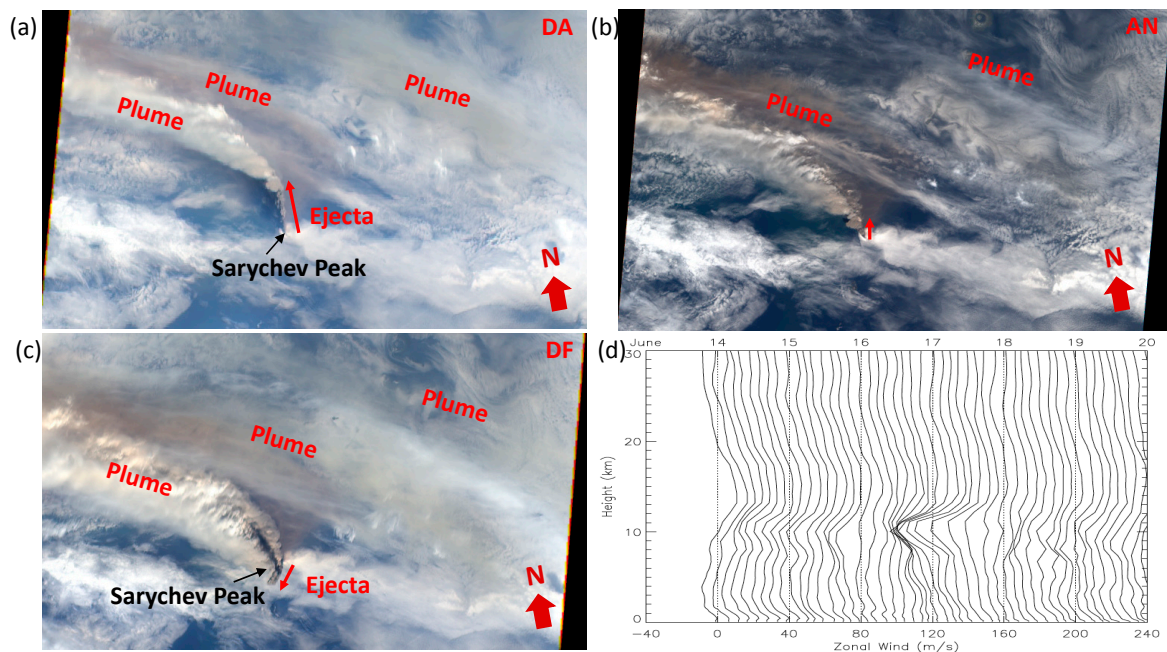 (a)
DA
Plume
Plume
Plume
Ejecta
Sarychev Peak
N
(b)
AN
Plume
Plume
N
(c)
DF
Plume
Plume
Plume
Sarychev Peak
Ejecta
N
(d)
June 14 15 16 17 18 19 20
30
20
10
0
Height (km)
-40 0 40 80 120 160 200 240
Zonal Wind (m/s)